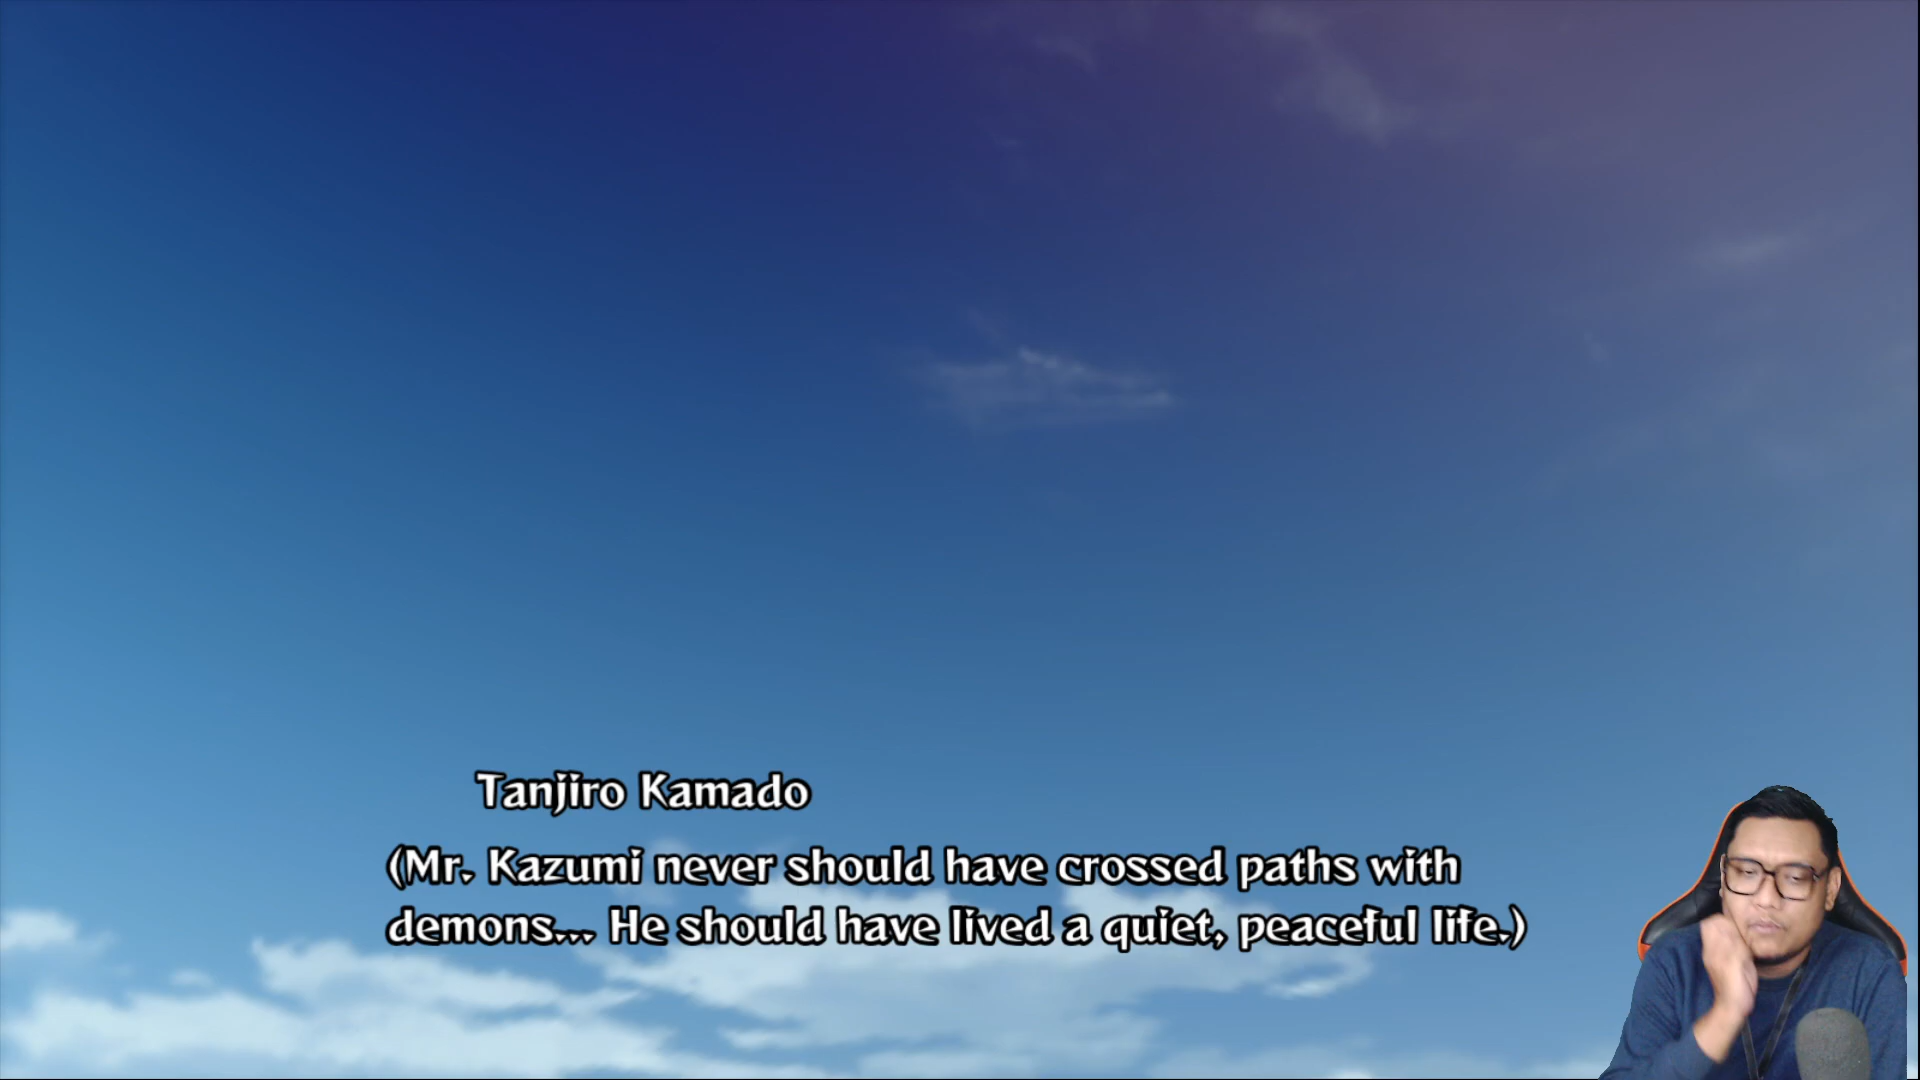 Tanjiro Kamado
(Mr. Kazumi never should have crossed paths with
demons... He should have lived a quiet, peaceful life.)